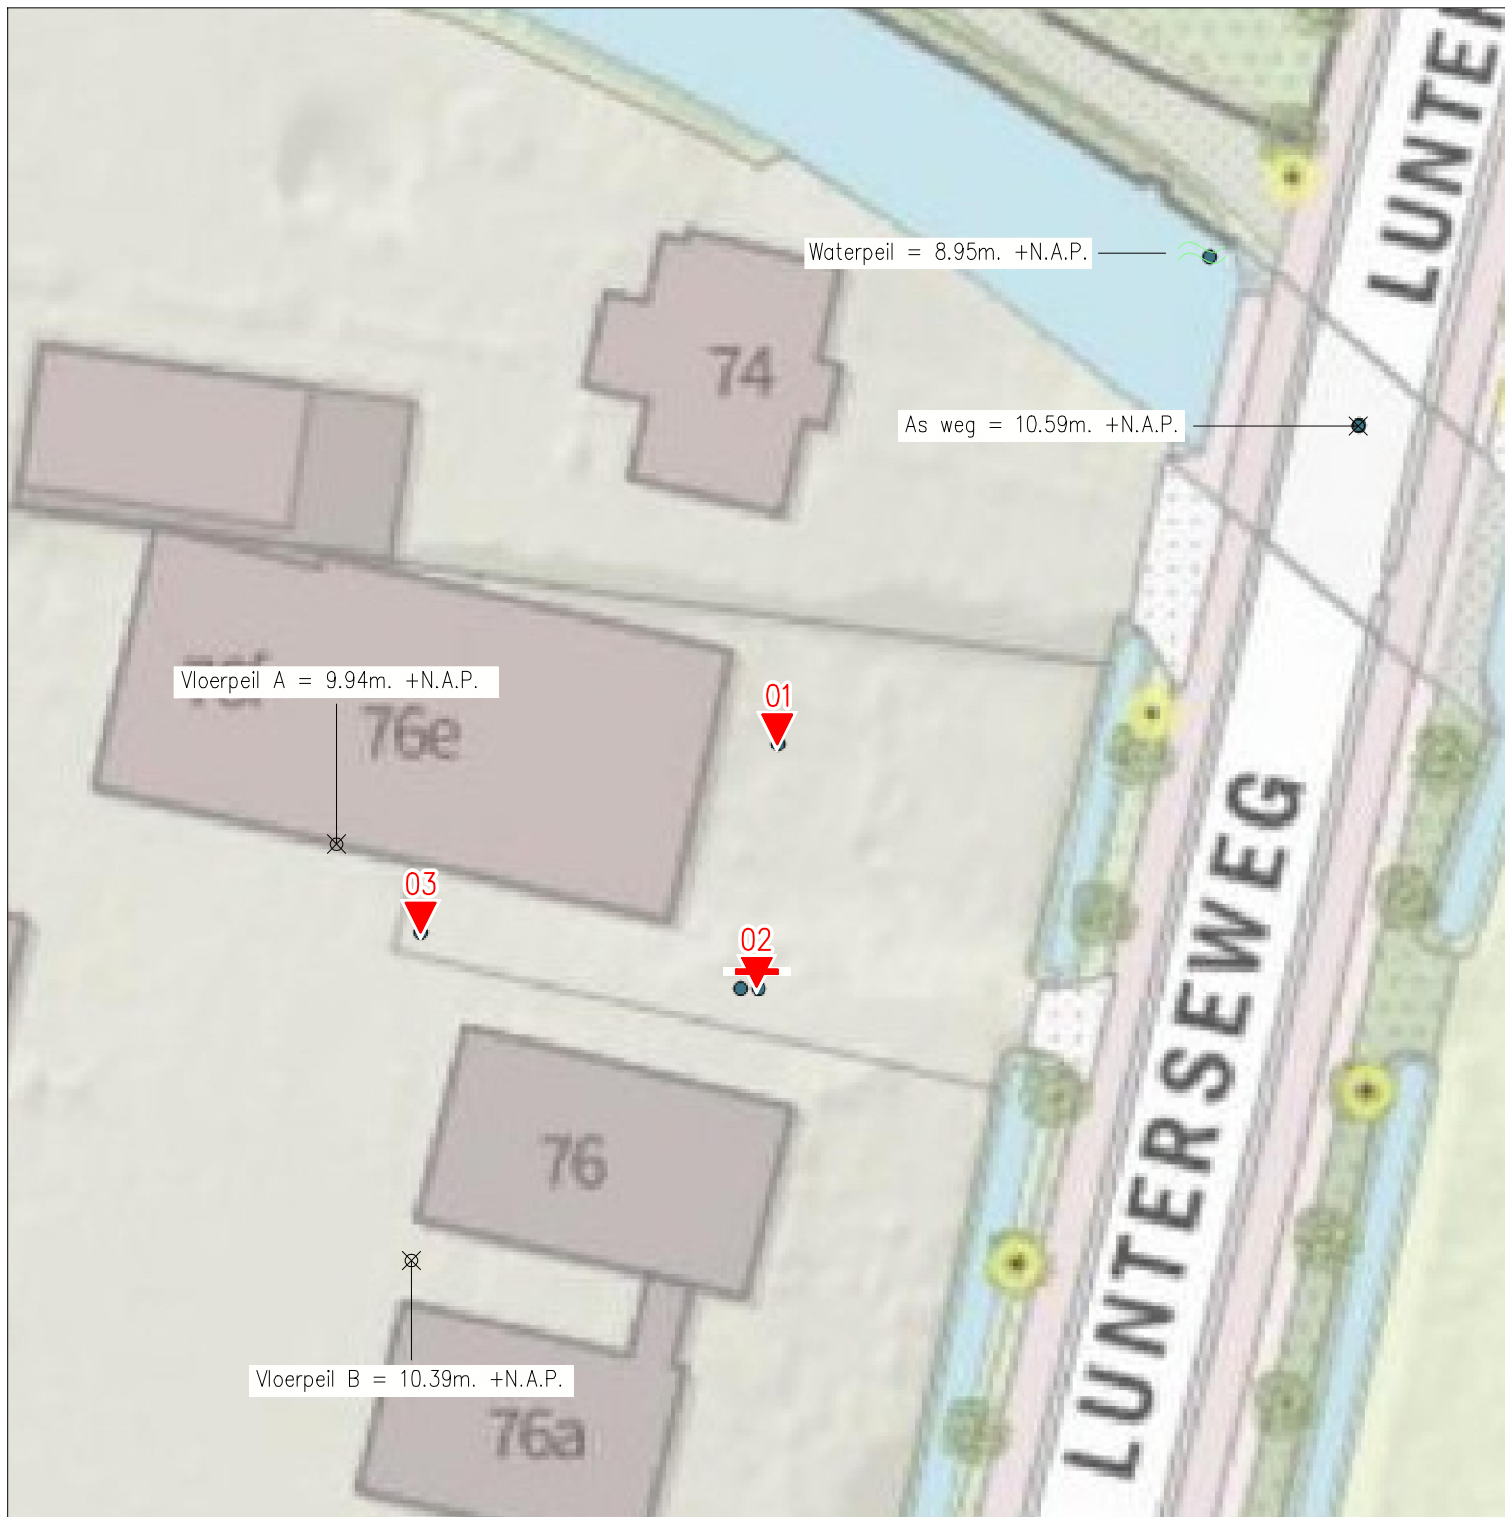 LUNTER
Waterpeil = 8.95m. +N.A.P.
74
As weg = 10.59m. +N.A.P.
Vloerpeil A = 9.94m. +N.A.P.
01
76e
03
02
LUNTERSEWEG
76
Vloerpeil B = 10.39m. +N.A.P.
76a